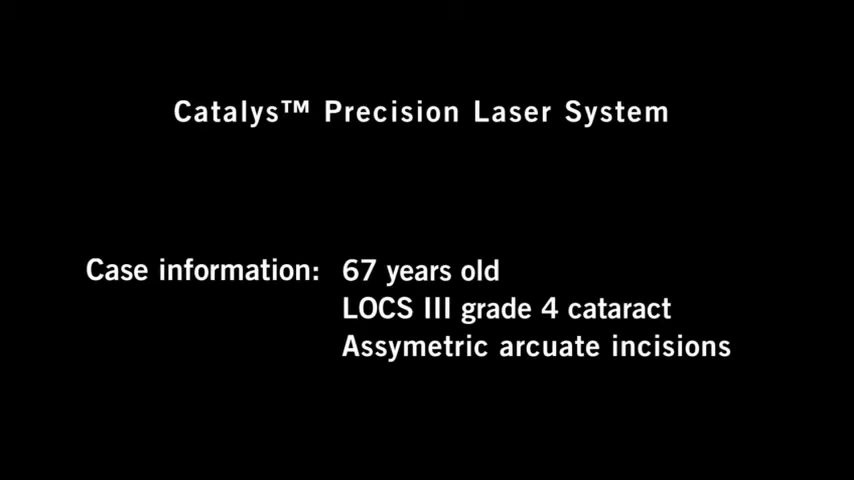 Catalys™ Precision Laser System
Case information: 67 years old
LOCS III grade 4 cataract
Assymetric arcuate incisions